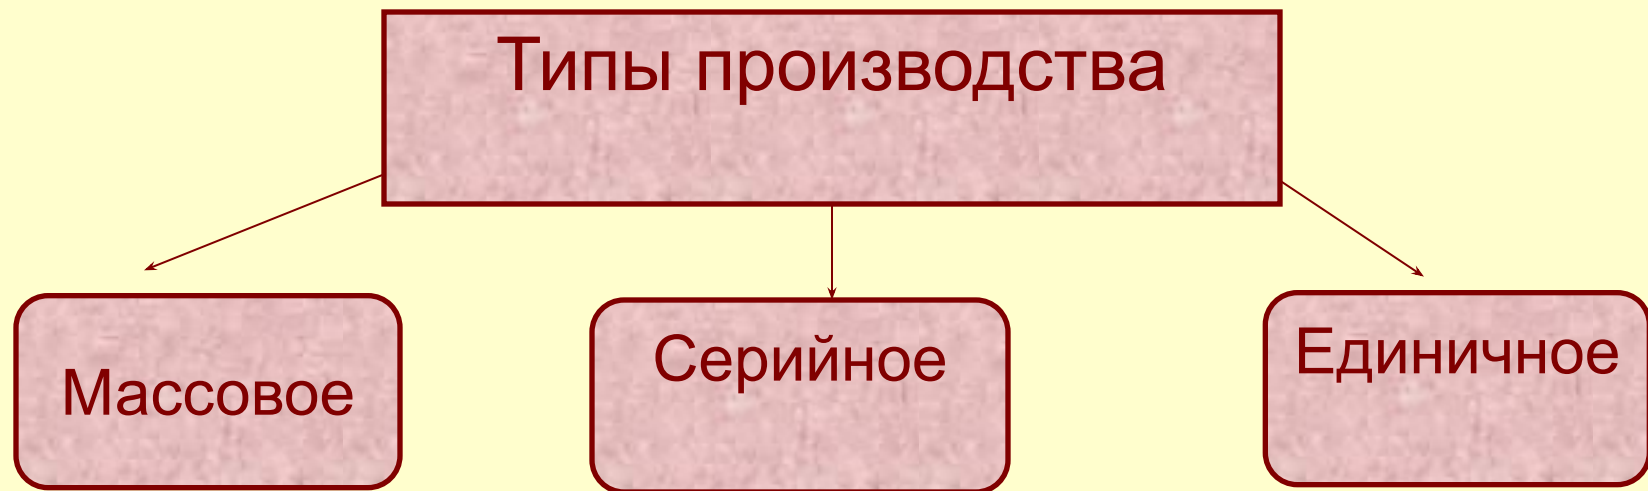 Типы производства
Массовое
Серийное
Единичное